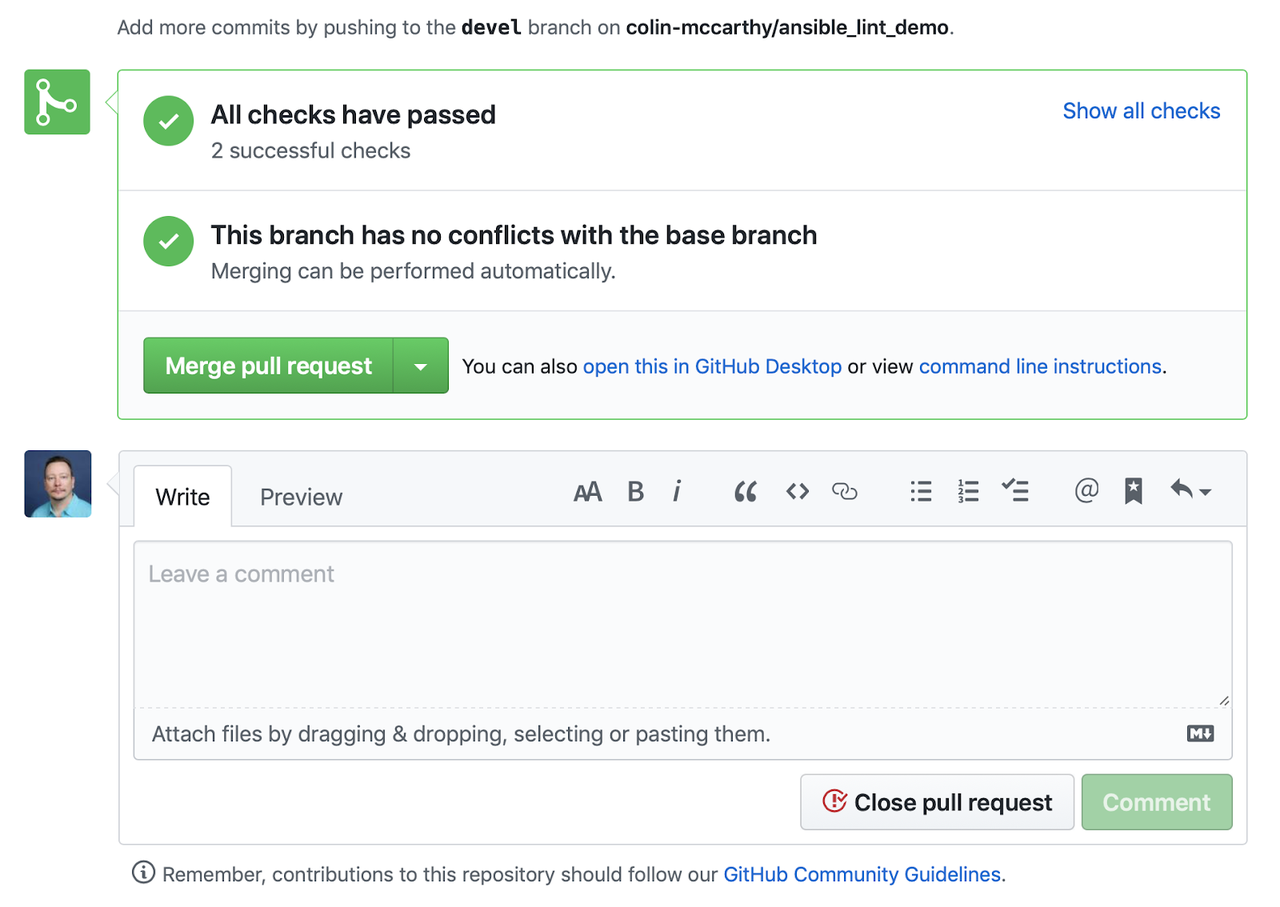 Add more commits by pushing to the devel branch on colin-mccarthy/ansible_lint_demo.
All checks have passed
Show all checks
2 successful checks
This branch has no conflicts with the base branch
Merging can be performed automatically.
Merge pull request
You can also open this in GitHub Desktop or view command line instructions.
Write
Preview
Leave a comment
Attach files by dragging & dropping, selecting or pasting them.
Close pull request
Comment
Remember, contributions to this repository should follow our GitHub Community Guidelines.